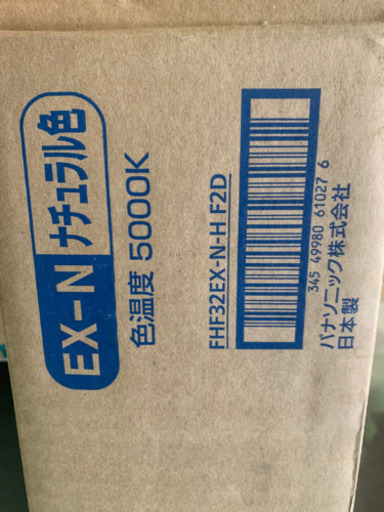 EX-N ナチュラル色
色温度 5000K
FHF32EX-N-H F2D
345 49980 61027 6
パナソニック株式会社
日本製